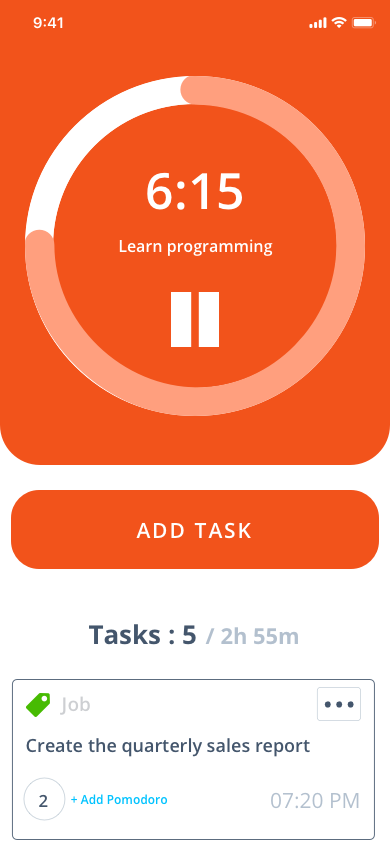 9:41
6:15
Learn programming
ADD TASK
Tasks : 5 / 2h 55m
Job
Create the quarterly sales report
2 + Add Pomodoro 07:20 PM